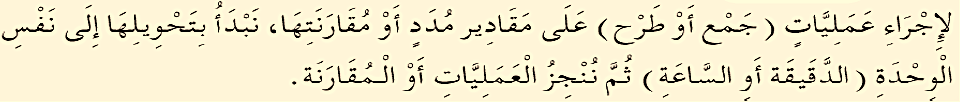 لِإِجْرَاءِ عَمَلِيَّاتٍ (جَمْع أَوْ طَرْح) عَلَى مَقَادِير مُدَدٍ أَوْ مُقَارَنَتِهَا، نَبْدَأُ بِتَحْوِيلِهَا إِلَى نَفْسِ
الْوِحْدَةِ (الدَّقِيقَة أَوِ السَّاعَةِ) ثُمَّ نُنْجِزُ الْعَمَلِيَّاتِ أَوْ الْمُقَارَنَة.